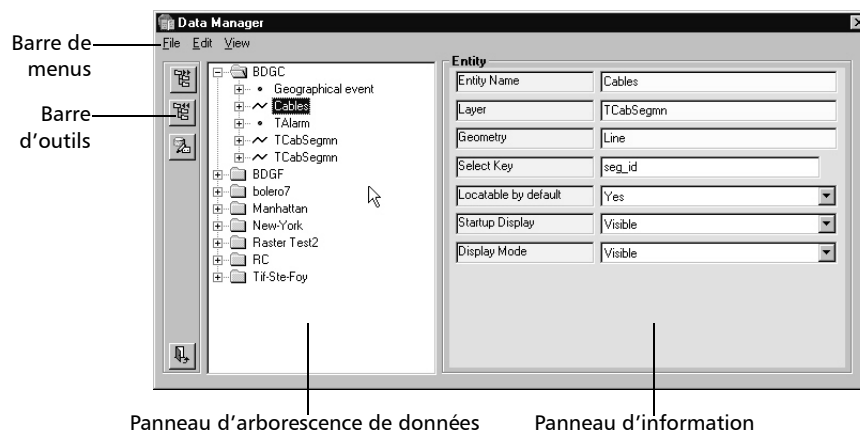 Data Manager
File Edit View
Barre de
menus
Barre
d'outils
BDGC
Geographical event
Cables
TAlarm
TCabSegmn
TCabSegmn
BDGF
bolero7
Manhattan
New-York
Raster Test2
RC
Tif-Ste-Foy
Entity
Entity Name Cables
Layer TCabSegmn
Geometry Line
Select Key seg_id
Locatable by default Yes
Startup Display Visible
Display Mode Visible
Panneau d'arborescence de données Panneau d'information